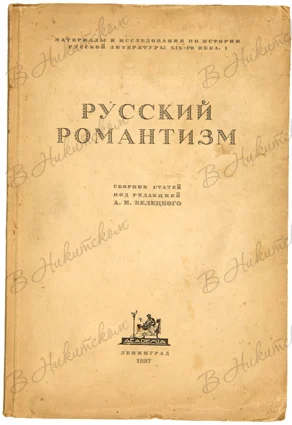 МАТЕРИАЛЫ И ИССЛЕДОВАНИЯ ПО ИСТОРИИ
РУССКОЙ ЛИТЕРАТУРЫ XIX-ГО ВЕКА. I
РУССКИЙ
РОМАНТИЗМ
СБОРНИК СТАТЕЙ
ПОД РЕДАКЦИЕЙ
А. И. БЕЛЕЦКОГО
ACADEMIA
ЛЕНИНГРАД
1927
В Никитском